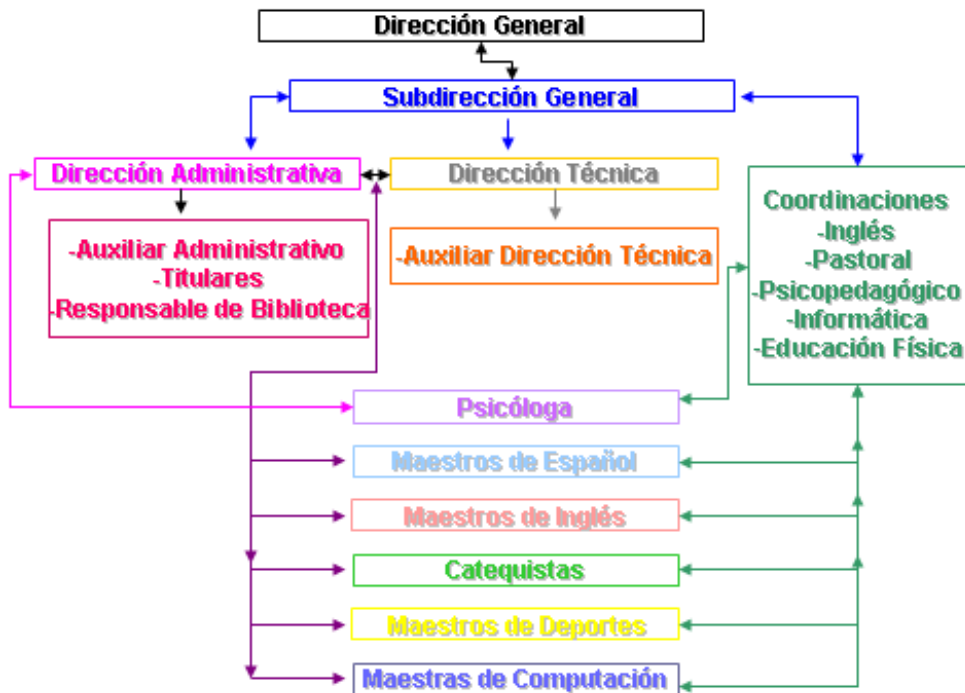 Dirección General
Subdirección General
Dirección Administrativa
Dirección Técnica
-Auxiliar Administrativo
-Titulares
-Responsable de Biblioteca
-Auxiliar Dirección Técnica
Coordinaciones
-Inglés
-Pastoral
-Psicopedagógico
-Informática
-Educación Física
Psicóloga
Maestros de Español
Maestros de Inglés
Catequistas
Maestros de Deportes
Maestras de Computación